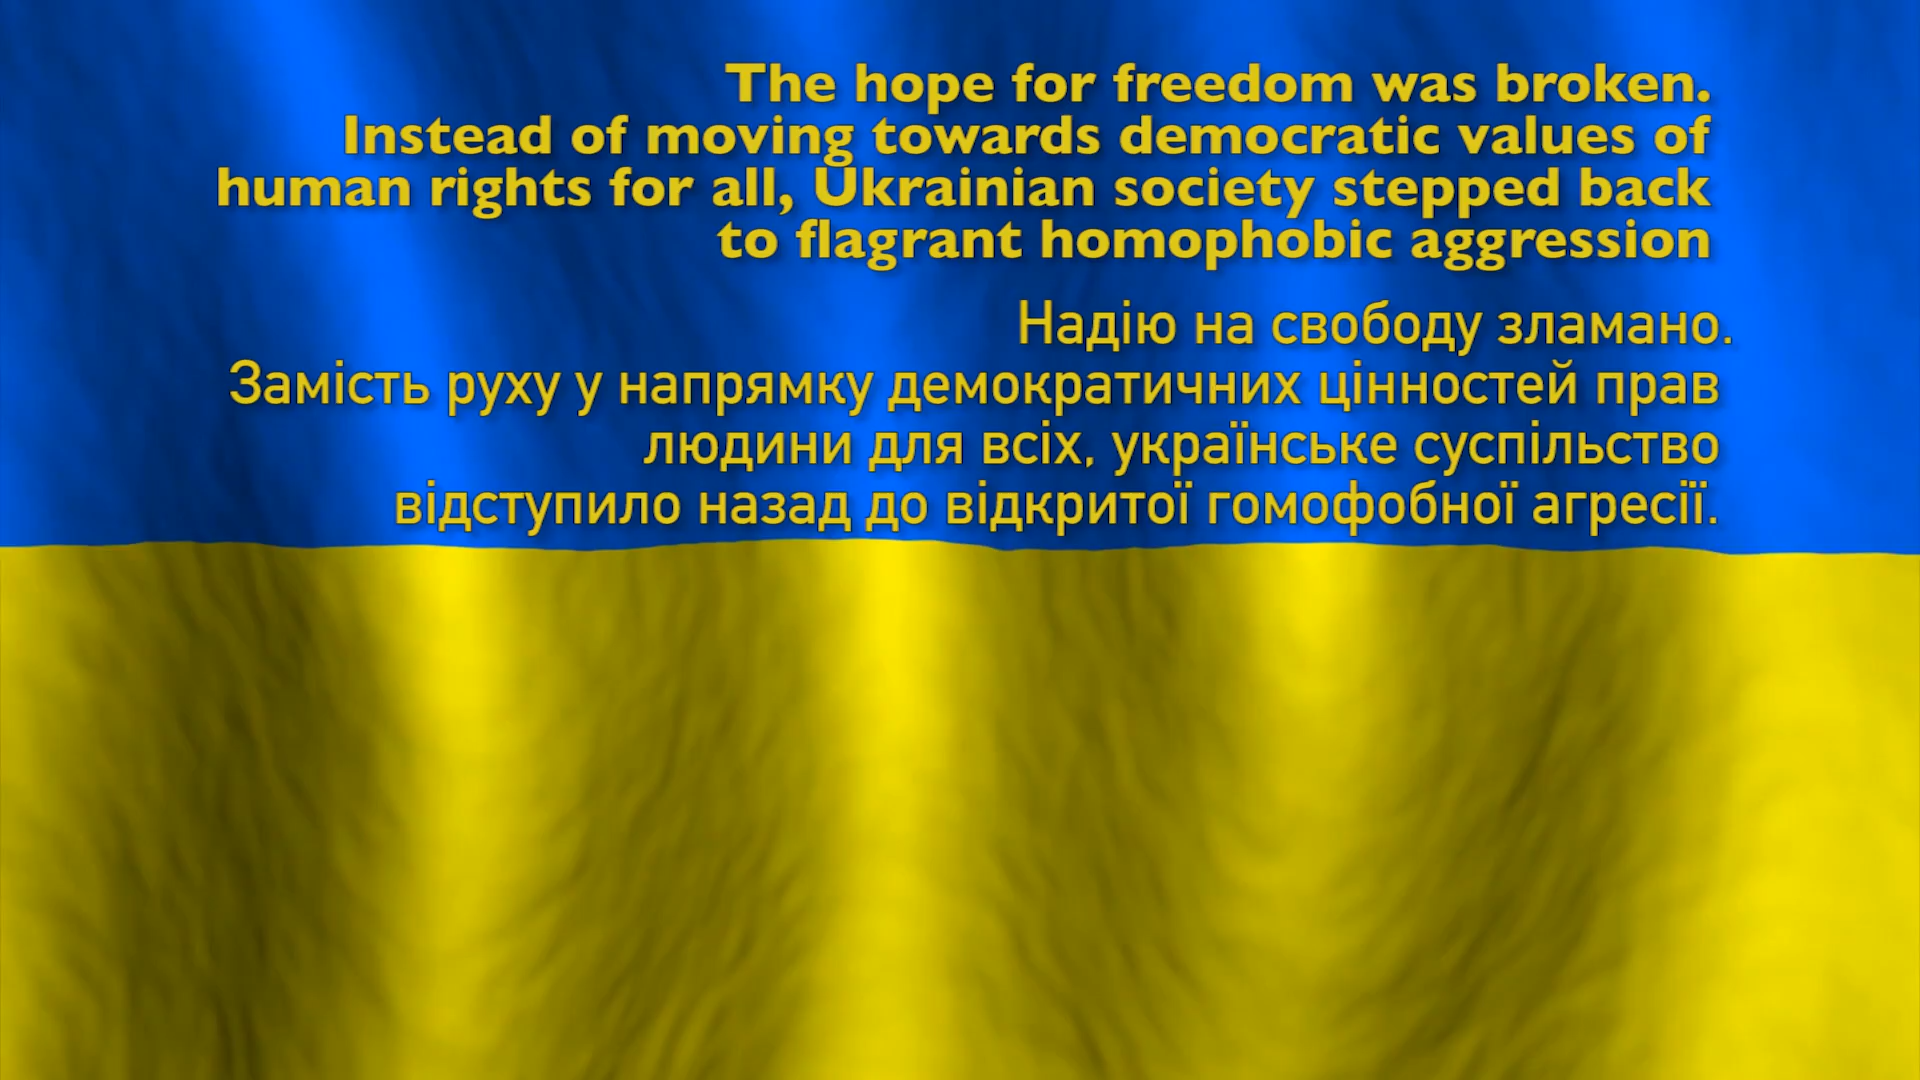 The hope for freedom was broken.
Instead of moving towards democratic values of
human rights for all, Ukrainian society stepped back
to flagrant homophobic aggression
Надію на свободу зламано.
Замість руху у напрямку демократичних цінностей прав
людини для всіх, українське суспільство
відступило назад до відкритої гомофобної агресії.